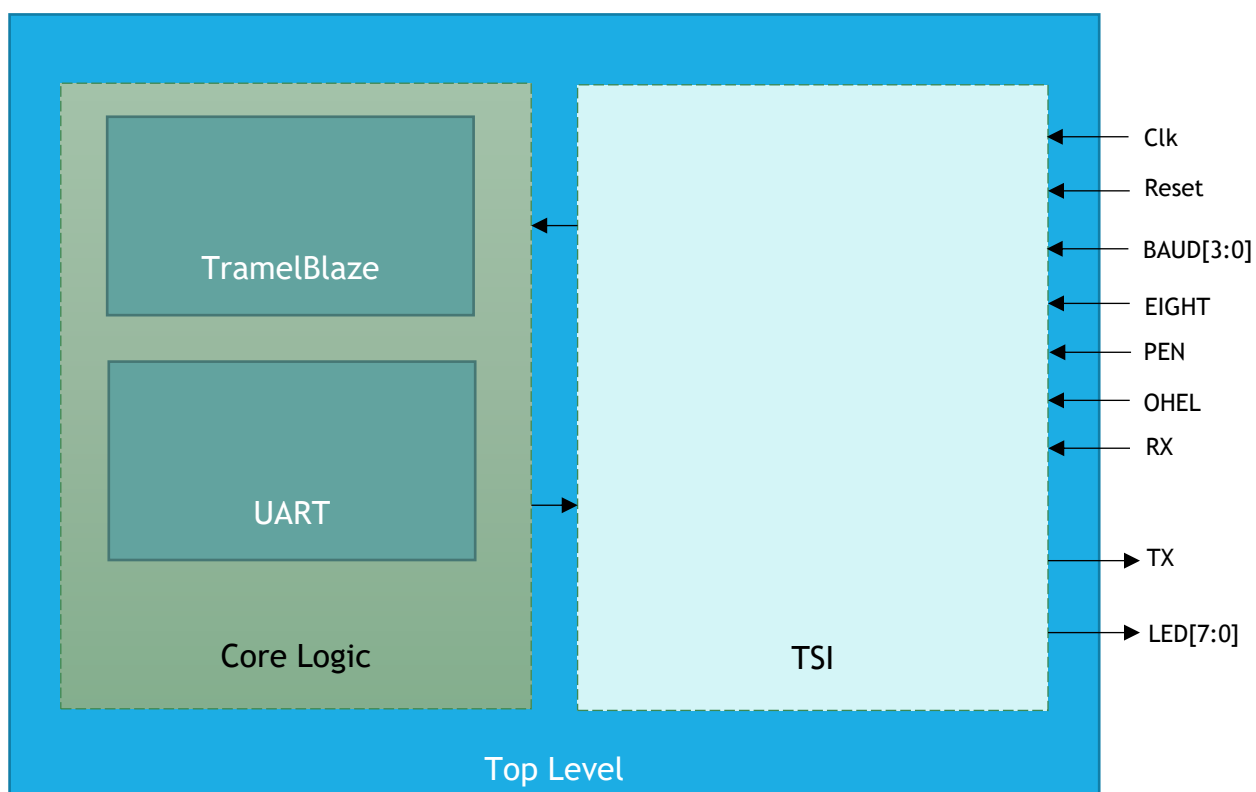 TramelBlaze
UART
Core Logic
TSI
Top Level
Clk
Reset
BAUD[3:0]
EIGHT
PEN
OHEL
RX
TX
LED[7:0]